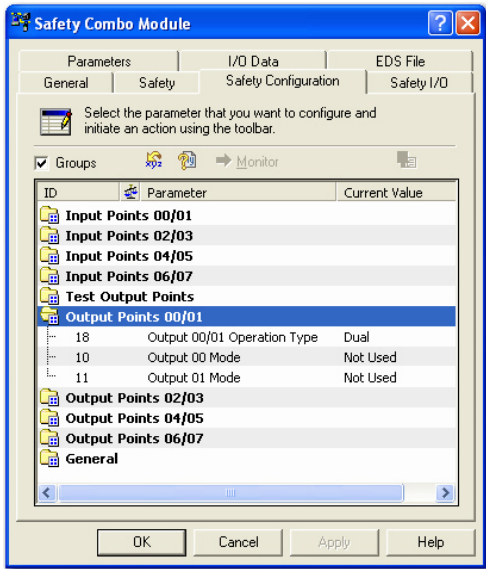 Safety Combo Module
Parameters I/O Data EDS File
General Safety Safety Configuration Safety I/O
Select the parameter that you want to configure and
initiate an action using the toolbar.
Groups Monitor
ID Parameter Current Value
Input Points 00/01
Input Points 02/03
Input Points 04/05
Input Points 06/07
Test Output Points
Output Points 00/01
18 Output 00/01 Operation Type Dual
10 Output 00 Mode Not Used
11 Output 01 Mode Not Used
Output Points 02/03
Output Points 04/05
Output Points 06/07
General
OK Cancel Apply Help